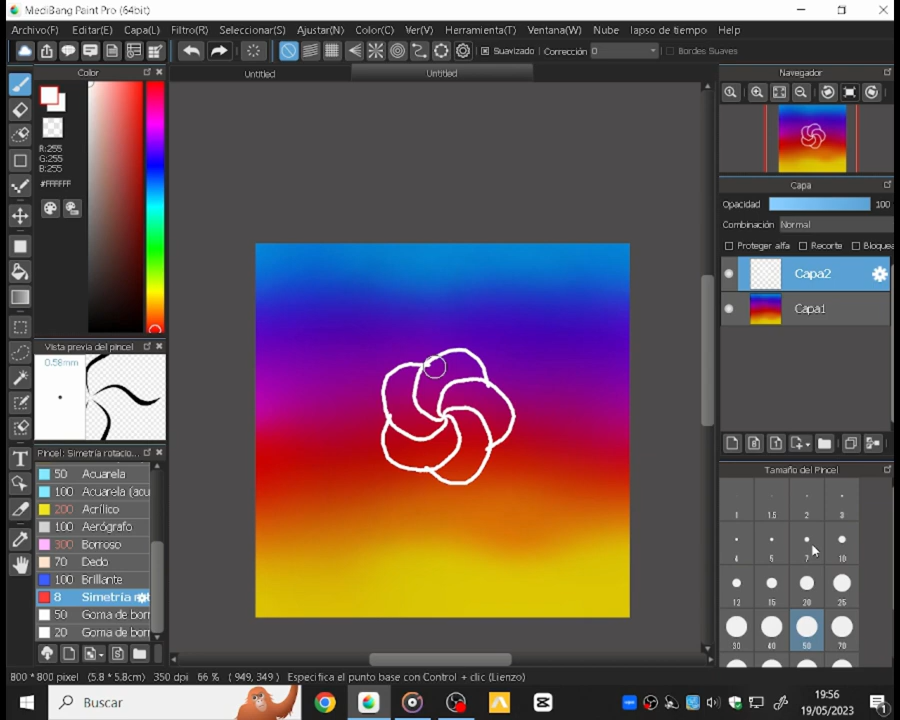 MediBang Paint Pro (64bit)
Archivo(F) Editar(E) Capa(L) Filtro(R) Seleccionar(S) Ajustar(N) Color(C) Ver(V) Herramienta(T) Ventana(W) Nube lapso de tiempo Help
Suavizado Corrección 0 Bordes Suaves
Color
Untitled
Untitled
Navegador
R:255
G:255
B:255
#FFFFFF
Capa
Opacidad 100
Combinación Normal
Proteger alfa Recorte Bloquea
Capa2
Capa1
Vista previa del pincel
0.58mm
Pincel: Simetría rotacio...
50 Acuarela
100 Acuarela (acu
200 Acrílico
100 Aerógrafo
300 Borroso
70 Dedo
100 Brillante
8 Simetría
50 Goma de borr
20 Goma de borr
Tamaño del Pincel
1 1.5 2 3
4 5 7 10
12 15 20 25
30 40 50 70
800 * 800 pixel (5.8 * 5.8cm) 350 dpi 66 % ( 949, 349 ) Especifica el punto base con Control + clic (Lienzo)
Buscar
19:56
19/05/2023
1